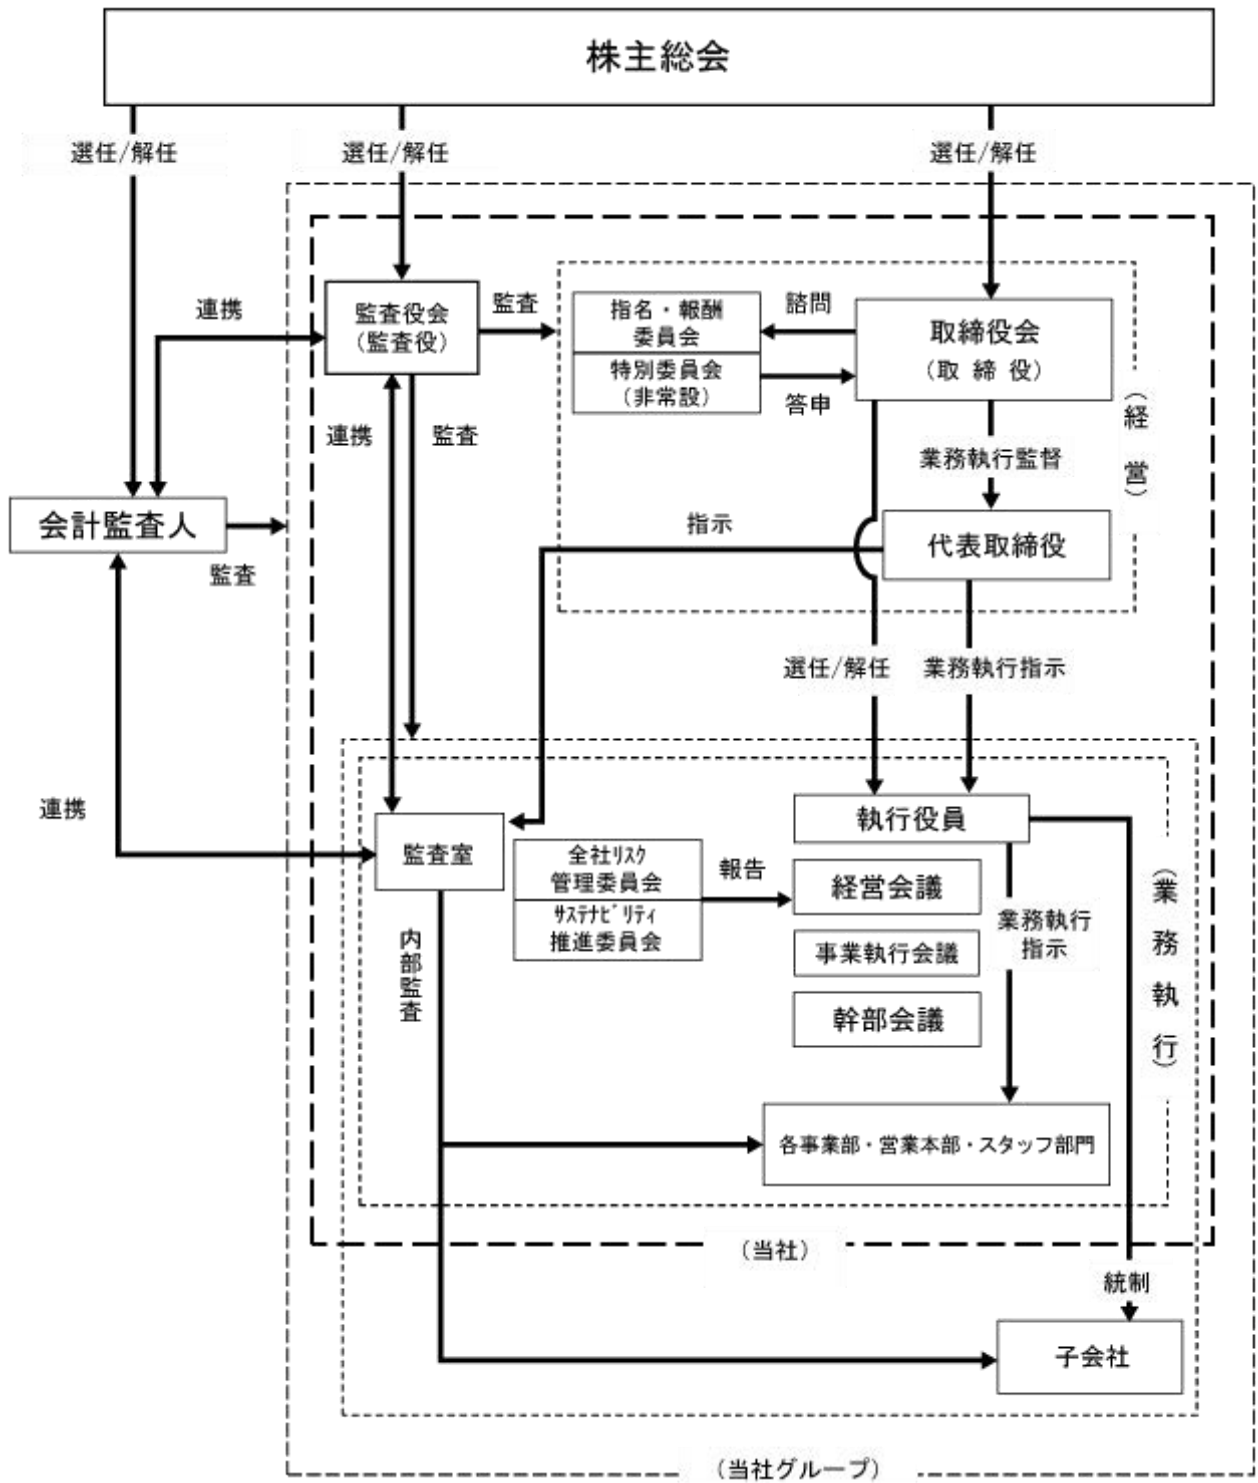 株主総会
選任/解任
選任/解任
選任/解任
連携
監査役会
(監査役)
監査
指名・報酬
委員会
特別委員会
(非常設)
諮問
答申
取締役会
(取 締 役)
(経 営)
連携
監査
業務執行監督
会計監査人
監査
指示
代表取締役
選任/解任
業務執行指示
連携
監査室
執行役員
全社リスク
管理委員会
サステナビリティ
推進委員会
報告
経営会議
事業執行会議
幹部会議
業務執行
指示
(業 務 執 行)
内部監査
各事業部・営業本部・スタッフ部門
(当社)
統制
子会社
(当社グループ)